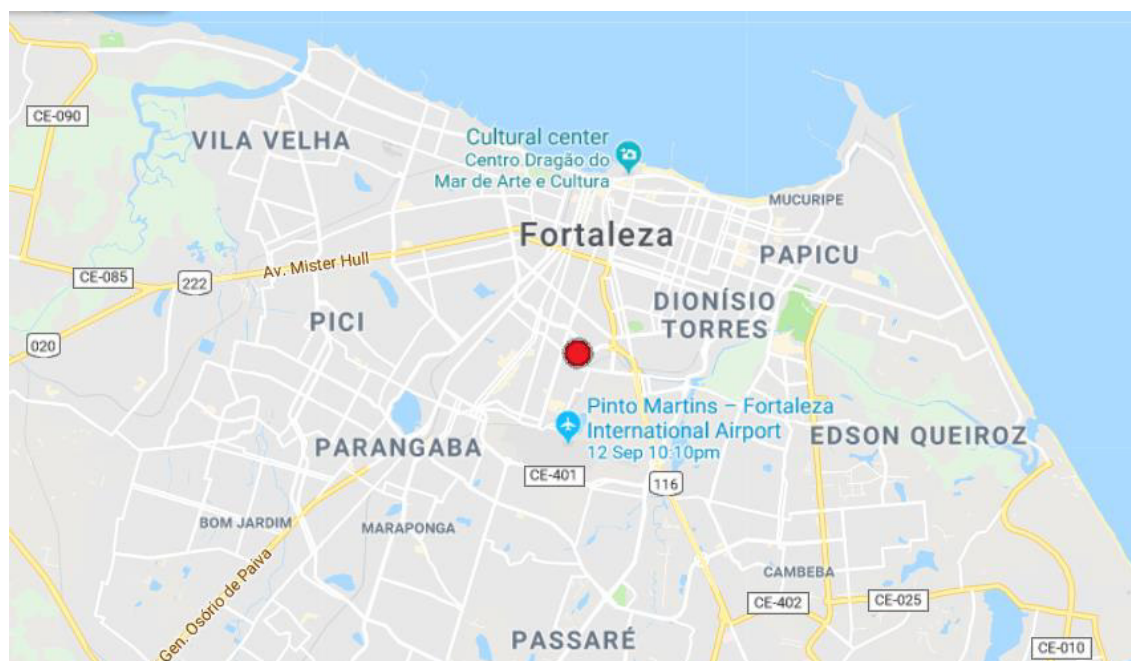 CE-090
VILA VELHA
Cultural center
Centro Dragão do
Mar de Arte e Cultura
MUCURIPE
Fortaleza
PAPICU
Av. Mister Hull
CE-085
222
DIONÍSIO
TORRES
PICI
020
Pinto Martins – Fortaleza
International Airport
12 Sep 10:10pm
PARANGABA
EDSON QUEIROZ
CE-401
116
BOM JARDIM
MARAPONGA
Gen. Osório de Paiva
CAMBEBA
CE-402
CE-025
PASSARÉ
CE-010